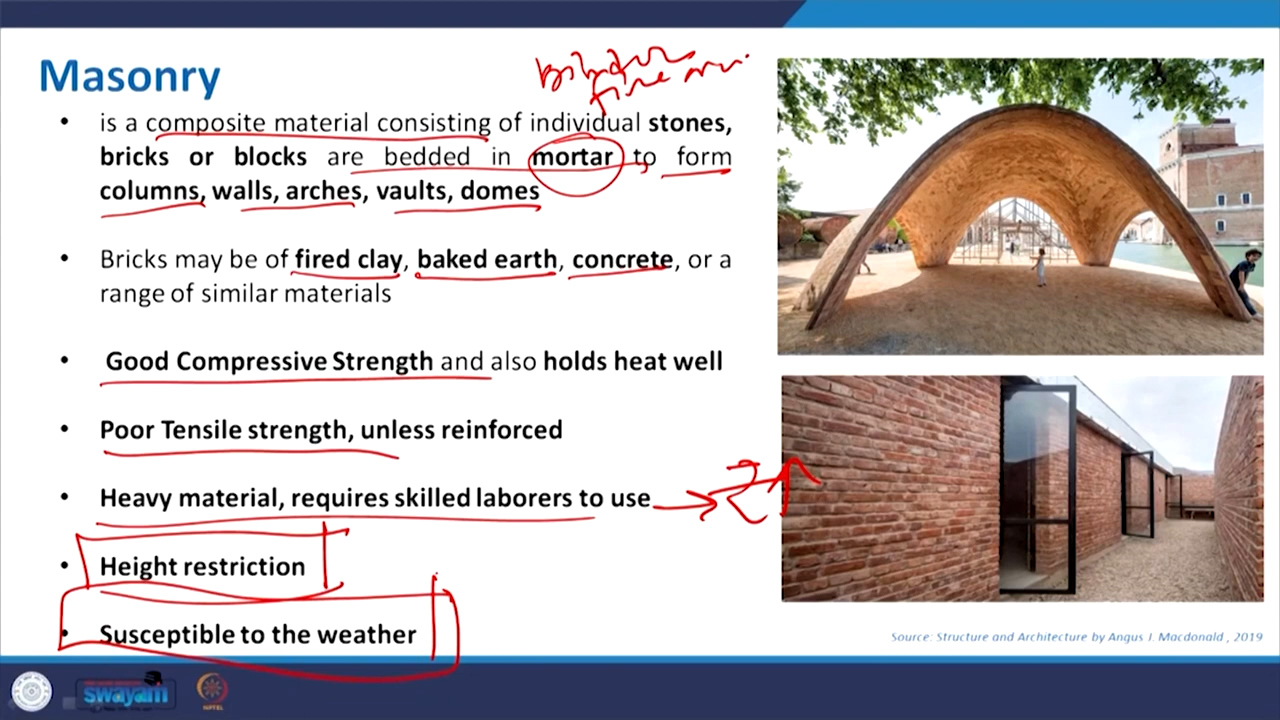 Masonry
Binder
• is a composite material consisting of individual stones,
bricks or blocks are bedded in mortar to form
columns, walls, arches, vaults, domes
• Bricks may be of fired clay, baked earth, concrete, or a
range of similar materials
• Good Compressive Strength and also holds heat well
• Poor Tensile strength, unless reinforced
• Heavy material, requires skilled laborers to use
• Height restriction
• Susceptible to the weather
Source: Structure and Architecture by Angus J. Macdonald , 2019
swayam